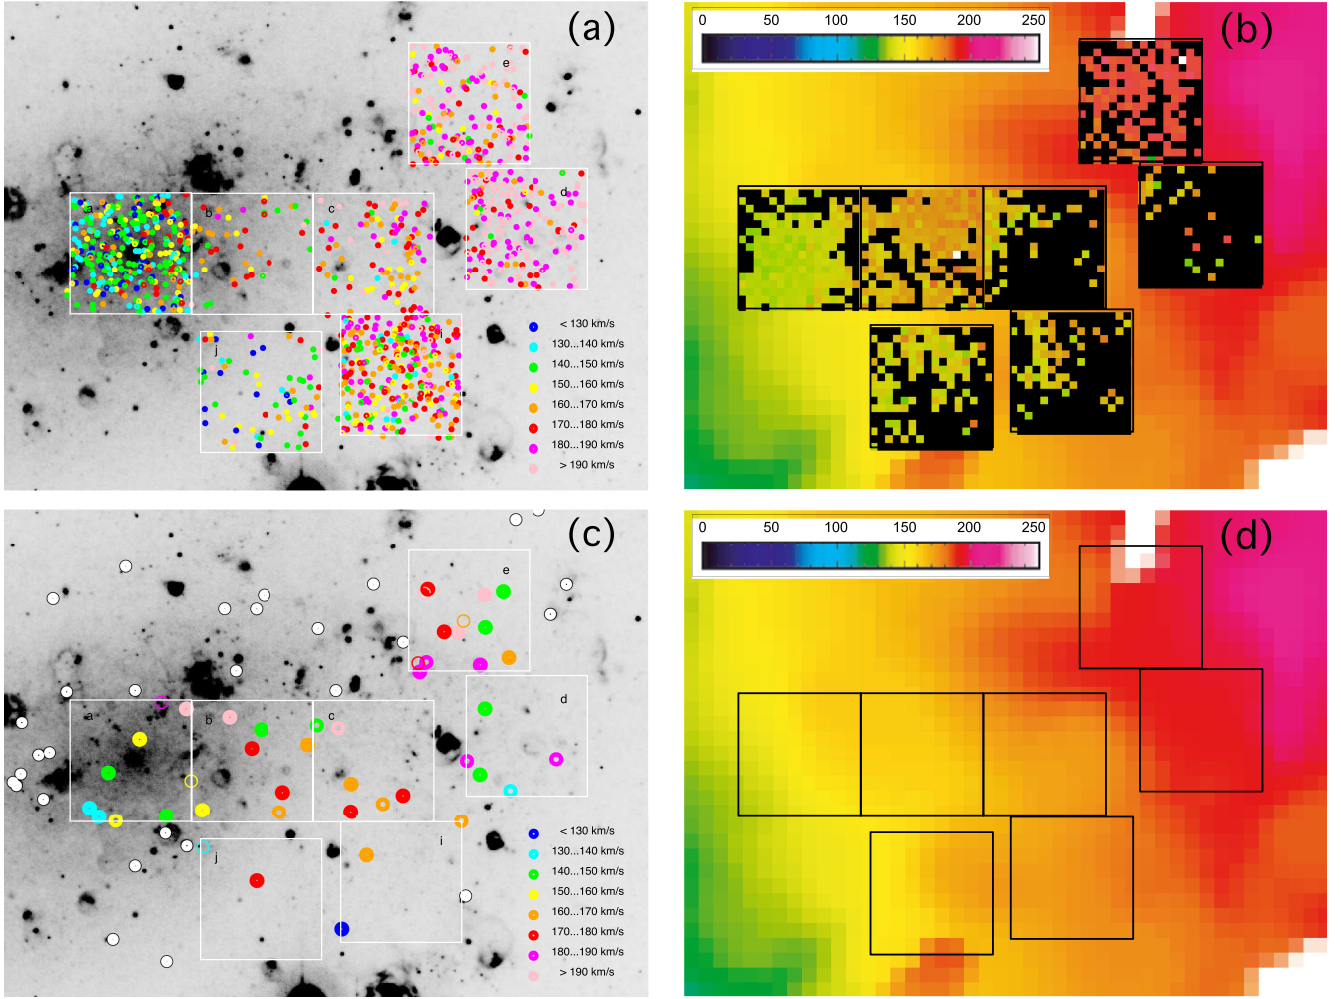 (a)
e
d
a
b
c
j
i
< 130 km/s
130...140 km/s
140...150 km/s
150...160 km/s
160...170 km/s
170...180 km/s
180...190 km/s
> 190 km/s
(b)
0 50 100 150 200 250
(c)
e
d
a
b
c
j
i
< 130 km/s
130...140 km/s
140...150 km/s
150...160 km/s
160...170 km/s
170...180 km/s
180...190 km/s
> 190 km/s
(d)
0 50 100 150 200 250